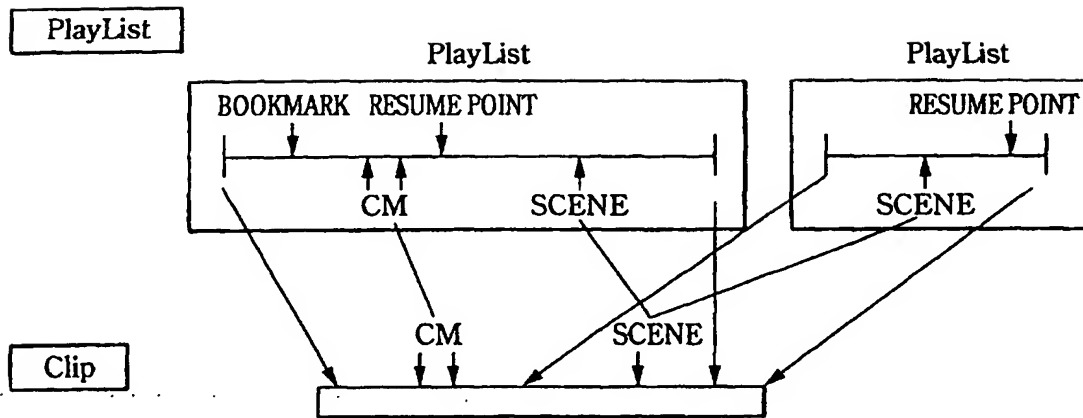 PlayList
PlayList
PlayList
BOOKMARK RESUME POINT
RESUME POINT
CM
SCENE
SCENE
CM
SCENE
Clip